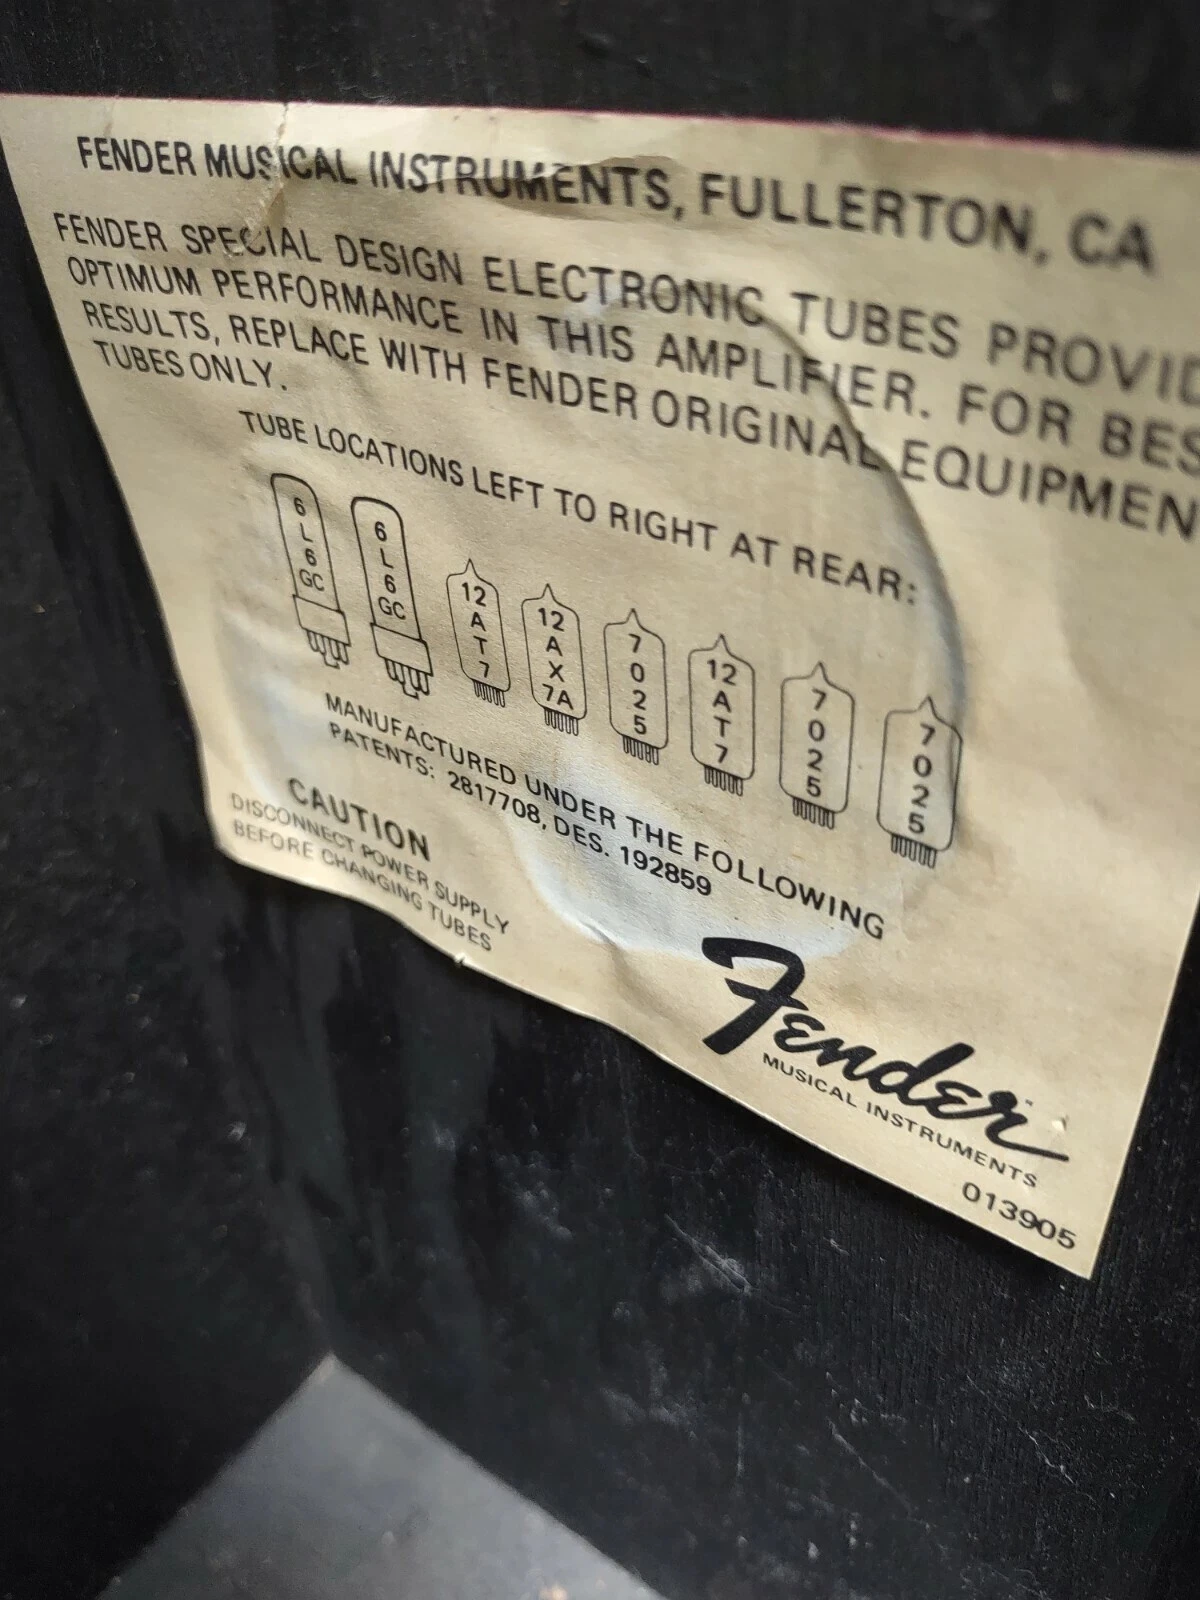 FENDER MUSICAL INSTRUMENTS, FULLERTON, CA
FENDER SPECIAL DESIGN ELECTRONIC TUBES PROVID
OPTIMUM PERFORMANCE IN THIS AMPLIFIER. FOR BES
RESULTS, REPLACE WITH FENDER ORIGINAL EQUIPMEN
TUBES ONLY.
TUBE LOCATIONS LEFT TO RIGHT AT REAR:
6L6GC 6L6GC 12AT7 12AX7A 7025 12AT7 7025 7025
MANUFACTURED UNDER THE FOLLOWING
PATENTS: 2817708, DES. 192859
CAUTION
DISCONNECT POWER SUPPLY
BEFORE CHANGING TUBES
Fender
MUSICAL INSTRUMENTS
013905